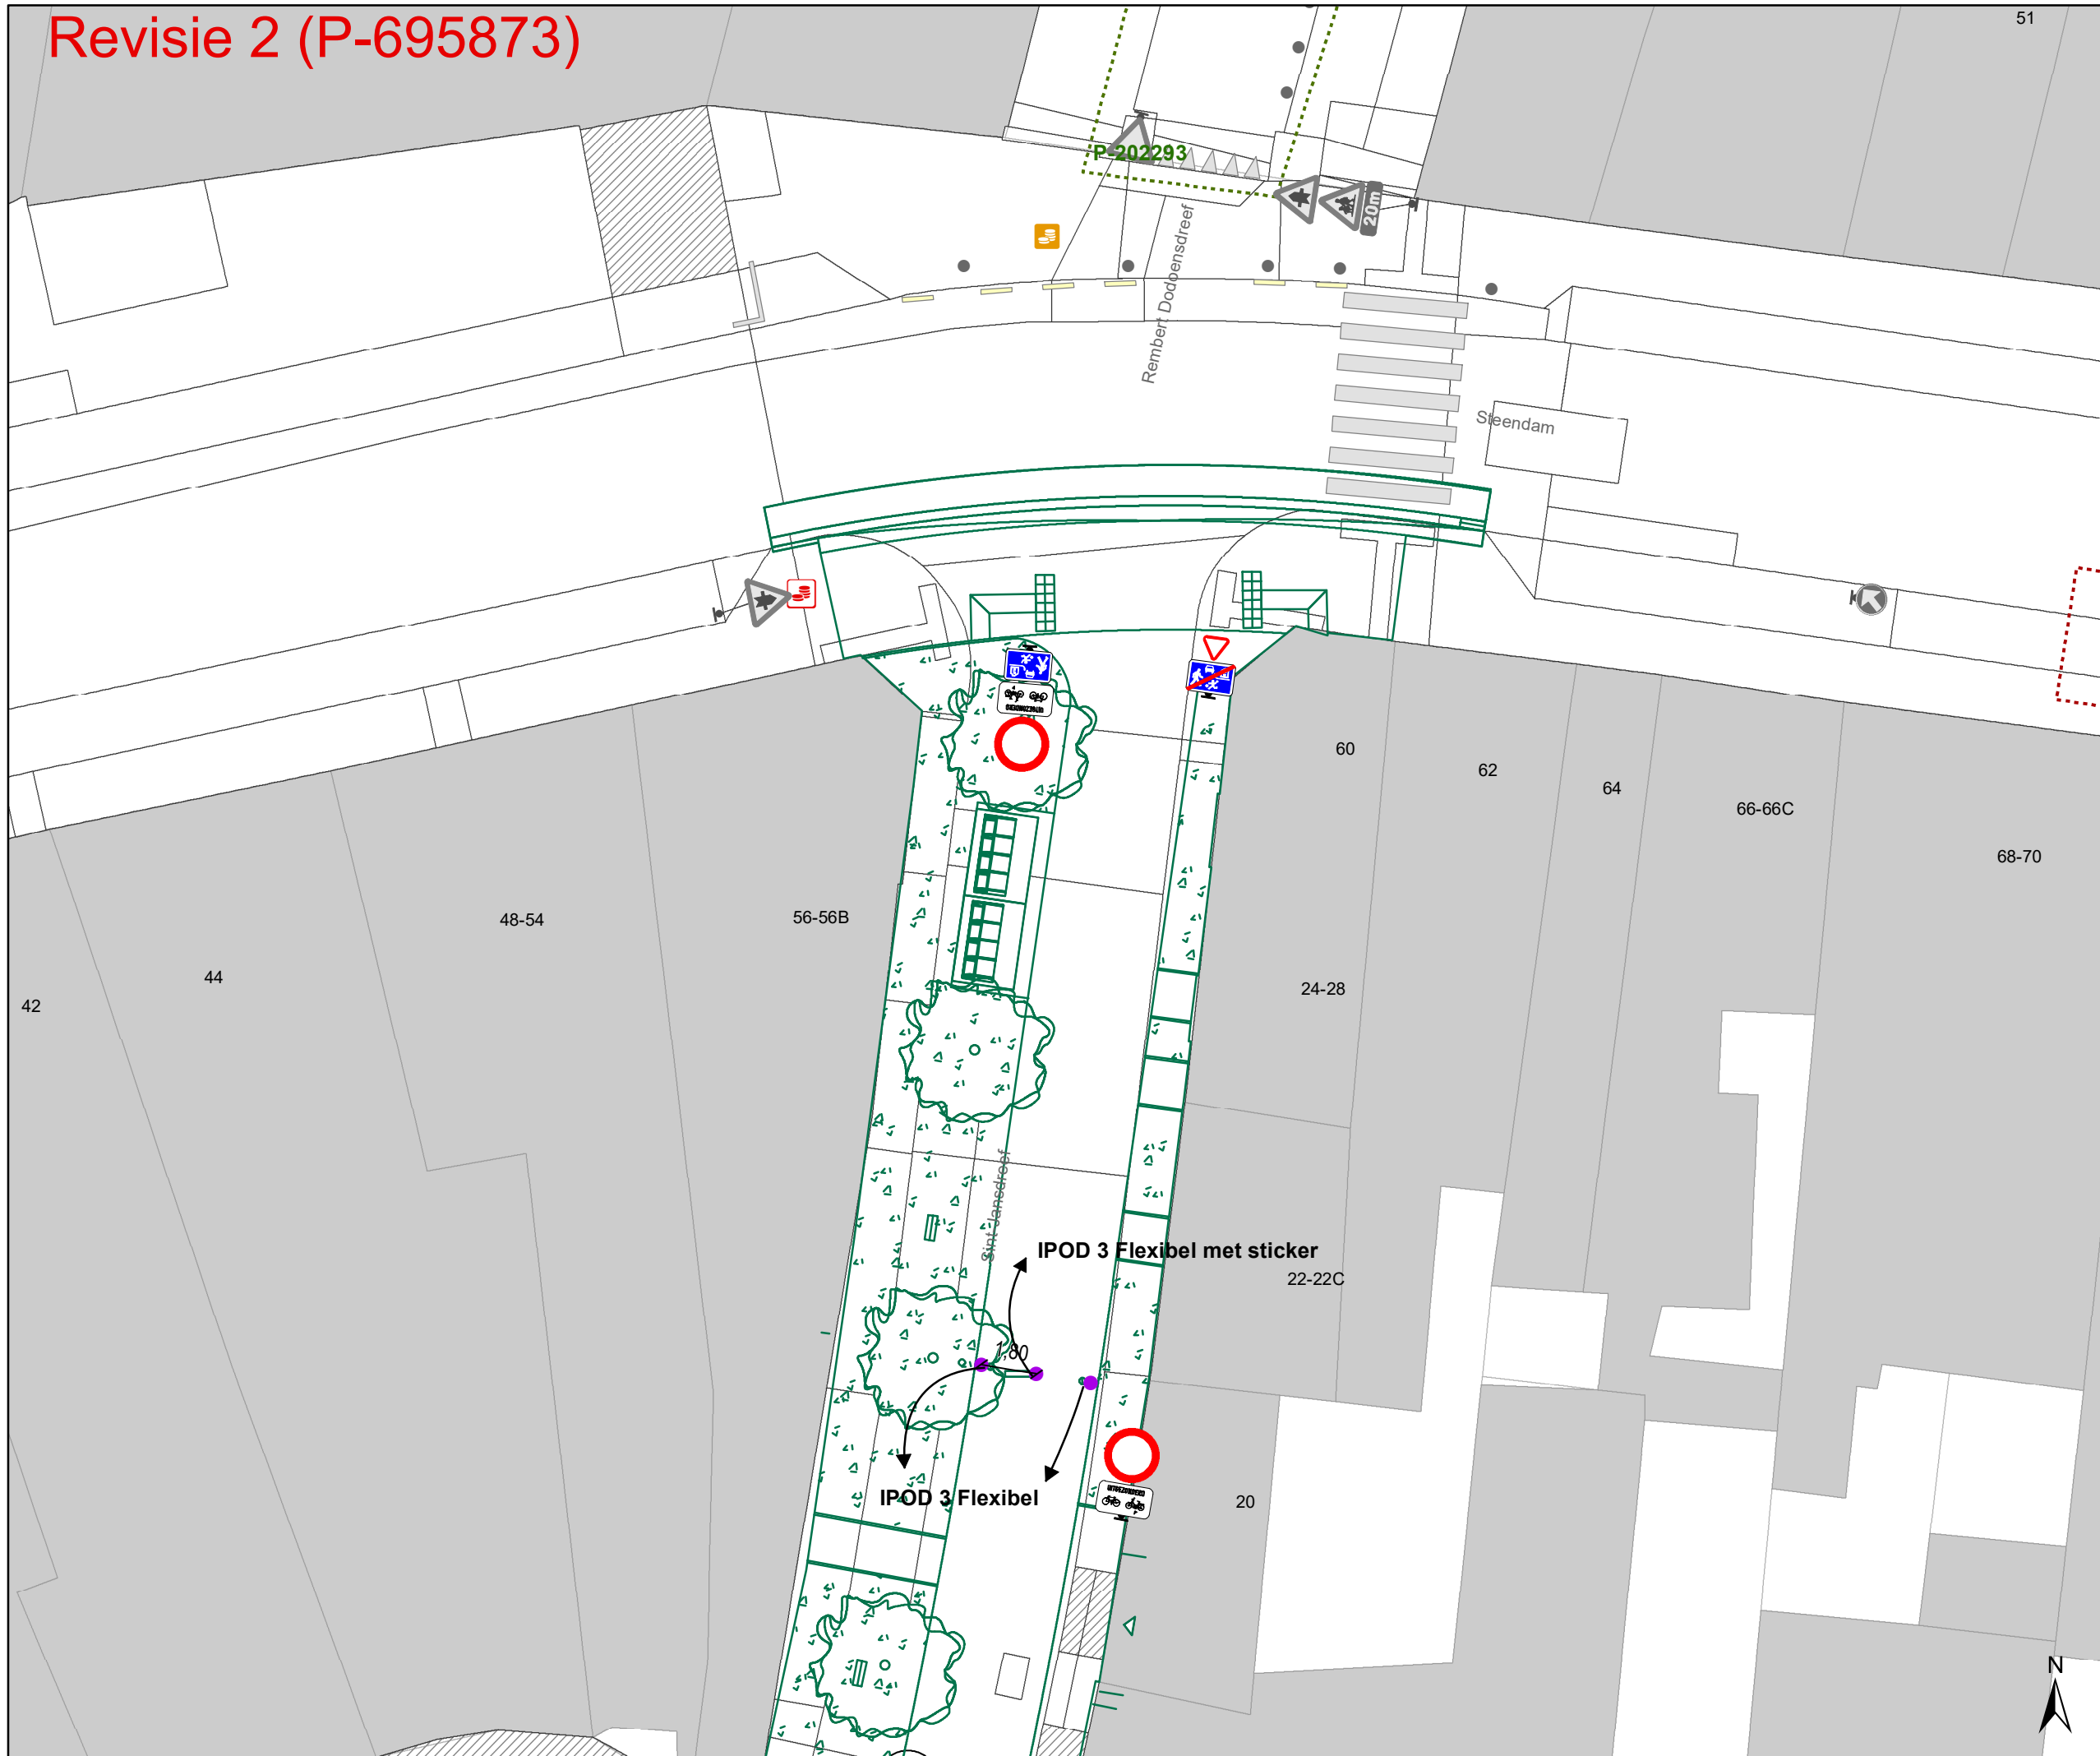 Revisie 2 (P-695873)
51
P-202293
20m
Rembert Dodoensdreef
Steendam
60
62
64
66-66C
68-70
48-54
56-56B
44
42
24-28
Sint-Jansdreef
IPOD 3 Flexibel met sticker
22-22C
1,80
IPOD 3 Flexibel
20
N